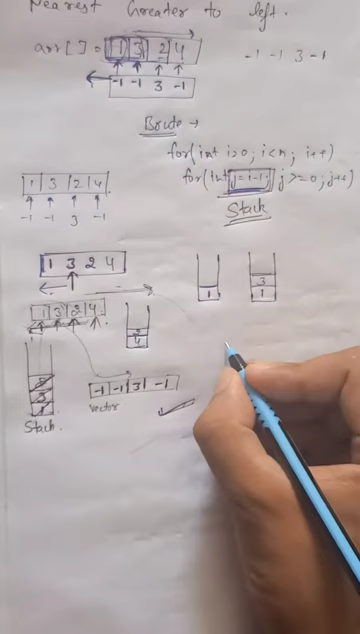 Nearest Greater to left.
arr[] = 1 3 2 4
-1 -1 3 -1
-1 -1 3 -1
Brute →
for(int i=0; i<n; i++)
for(int j=i-1; j>=0; j++)
Stack
1 3 2 4
-1 -1 3 -1
1 3 2 4
1
3
1
1 3 2 4
2
4
3
1
-1 -1 3 -1
vector
Stack.